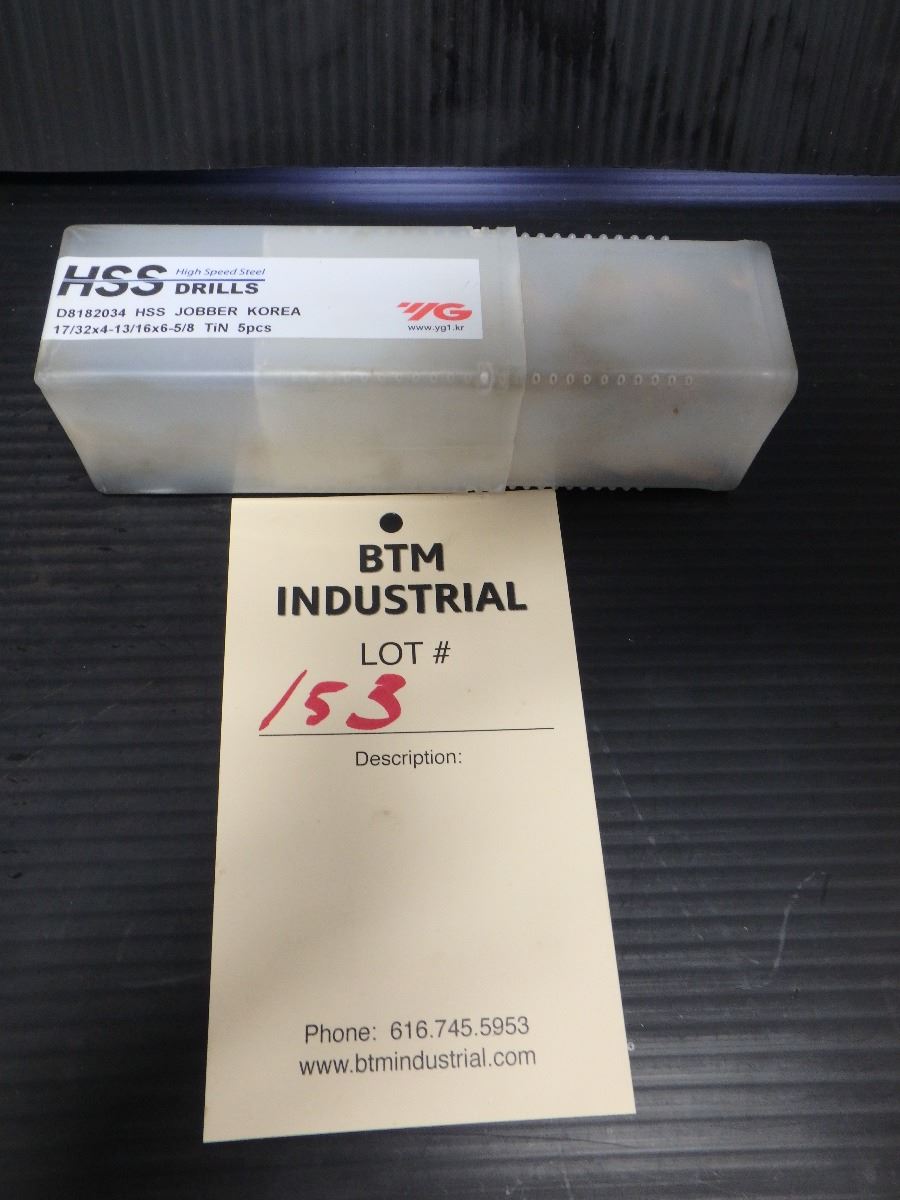 HSS High Speed Steel
DRILLS
D8182034 HSS JOBBER KOREA
17/32x4-13/16x6-5/8 TiN 5pcs
YG
www.yg1.kr
BTM
INDUSTRIAL
LOT #
153
Description:
Phone: 616.745.5953
www.btmindustrial.com